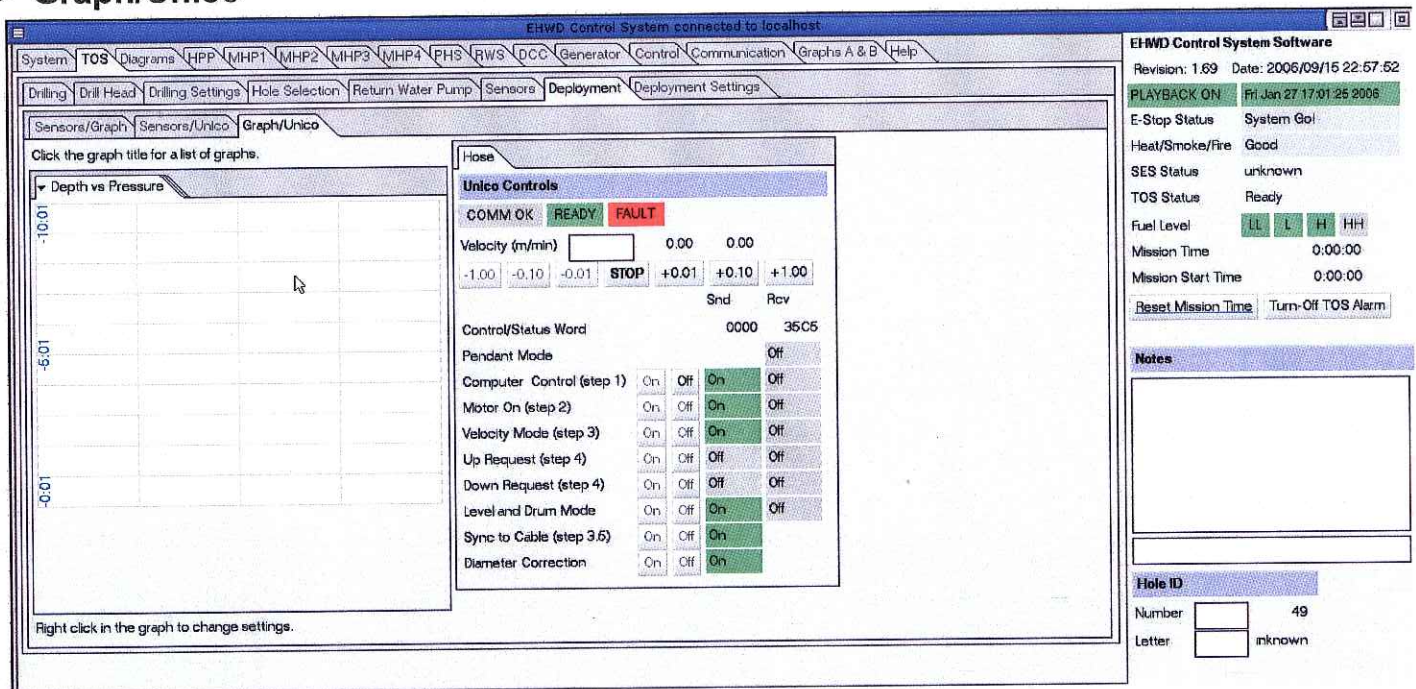 Graph/Unico
EHWD Control System connected to localhost
System TOS Diagrams HPP MHP1 MHP2 MHP3 MHP4 PHS RWS DCC Generator Control Communication Graphs A & B Help
Drilling Drill Head Drilling Settings Hole Selection Return Water Pump Sensors Deployment Deployment Settings
Sensors/Graph Sensors/Unico Graph/Unico
Click the graph title for a list of graphs.
Depth vs Pressure
-10:01
-5:01
-0:01
Right click in the graph to change settings.
Hose
Unico Controls
COMM OK READY FAULT
Velocity (m/min) 0.00 0.00
-1.00 -0.10 -0.01 STOP +0.01 +0.10 +1.00
Snd Rcv
Control/Status Word 0000 35C5
Pendant Mode Off
Computer Control (step 1) On Off On Off
Motor On (step 2) On Off On Off
Velocity Mode (step 3) On Off On Off
Up Request (step 4) On Off Off Off
Down Request (step 4) On Off Off Off
Level and Drum Mode On Off On Off
Sync to Cable (step 3.5) On Off On
Diameter Correction On Off On
EHWD Control System Software
Revision: 1.69 Date: 2006/09/15 22:57:52
PLAYBACK ON Fri Jan 27 17:01:25 2006
E-Stop Status System Go!
Heat/Smoke/Fire Good
SES Status unknown
TOS Status Ready
Fuel Level LL L H HH
Mission Time 0:00:00
Mission Start Time 0:00:00
Reset Mission Time Turn-Off TOS Alarm
Notes
Hole ID
Number 49
Letter nknown